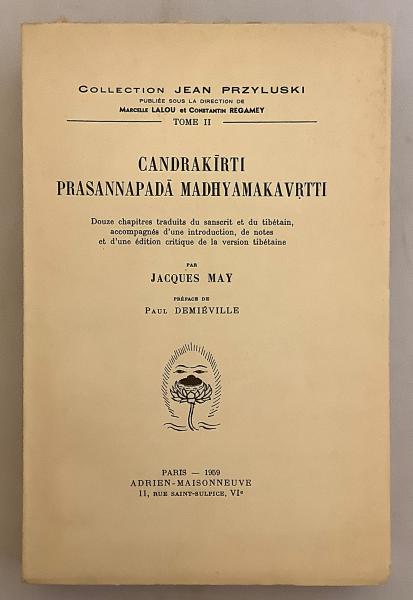 COLLECTION JEAN PRZYLUSKI
PUBLIÉE SOUS LA DIRECTION DE
MARCELLE LALOU et CONSTANTIN REGAMEY
TOME II
CANDRAKĪRTI
PRASANNAPADĀ MADHYAMAKAVṚTTI
Douze chapitres traduits du sanscrit et du tibétain,
accompagnés d'une introduction, de notes
et d'une édition critique de la version tibétaine
PAR
JACQUES MAY
PRÉFACE DE
PAUL DEMIÉVILLE
PARIS — 1959
ADRIEN-MAISONNEUVE
11, RUE SAINT-SULPICE, VIe